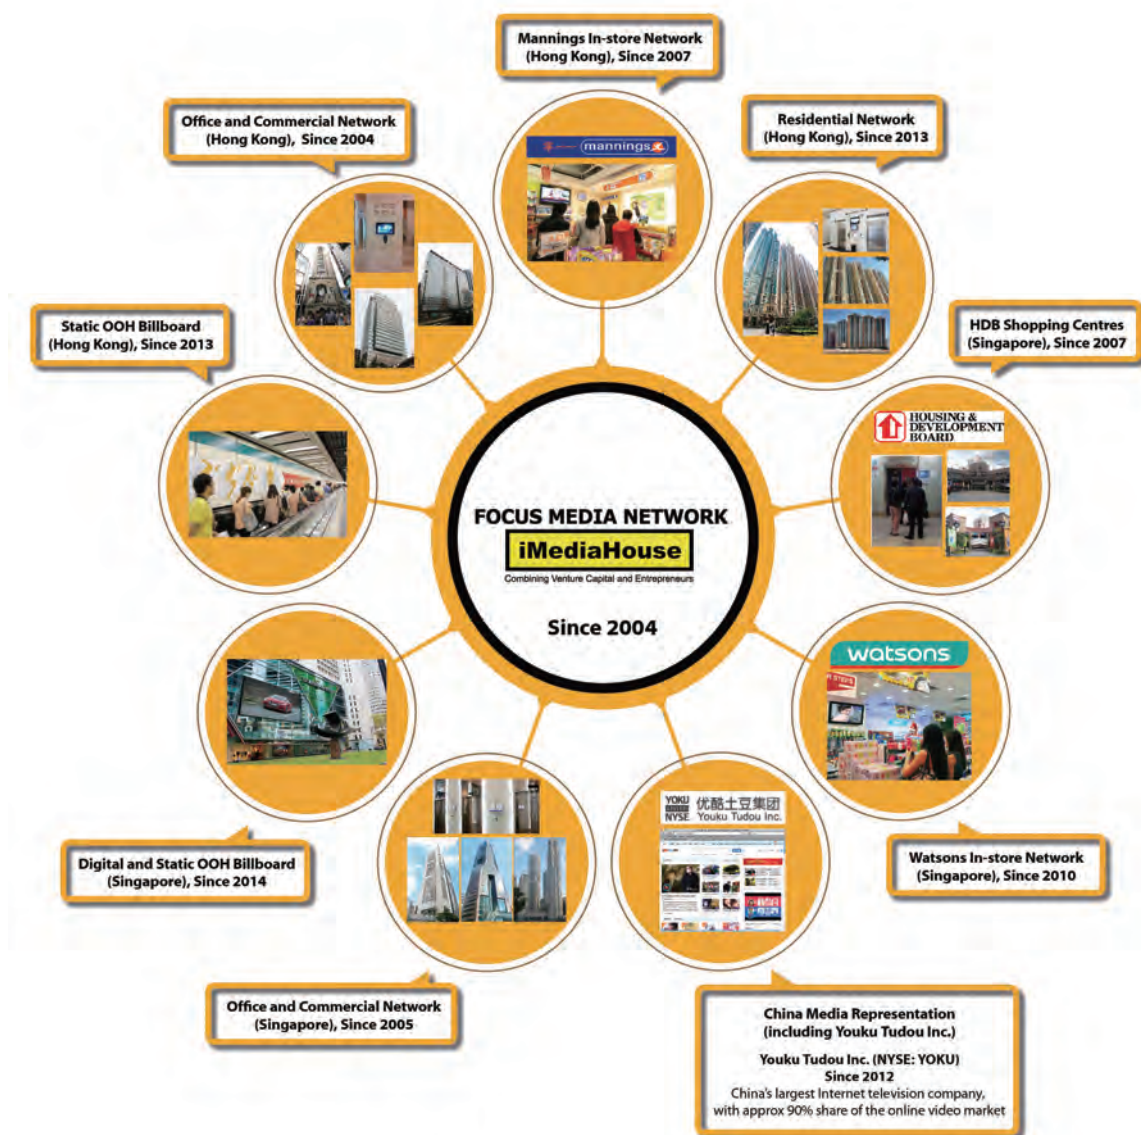 Mannings In-store Network
(Hong Kong), Since 2007
Office and Commercial Network
(Hong Kong), Since 2004
Residential Network
(Hong Kong), Since 2013
mannings
Static OOH Billboard
(Hong Kong), Since 2013
HDB Shopping Centres
(Singapore), Since 2007
HOUSING &
DEVELOPMENT
BOARD
FOCUS MEDIA NETWORK
iMediaHouse
Combining Venture Capital and Entrepreneurs
Since 2004
watsons
YOKU
NYSE
优酷土豆集团
Youku Tudou Inc.
Digital and Static OOH Billboard
(Singapore), Since 2014
Watsons In-store Network
(Singapore), Since 2010
Office and Commercial Network
(Singapore), Since 2005
China Media Representation
(including Youku Tudou Inc.)
Youku Tudou Inc. (NYSE: YOKU)
Since 2012
China's largest Internet television company,
with approx 90% share of the online video market